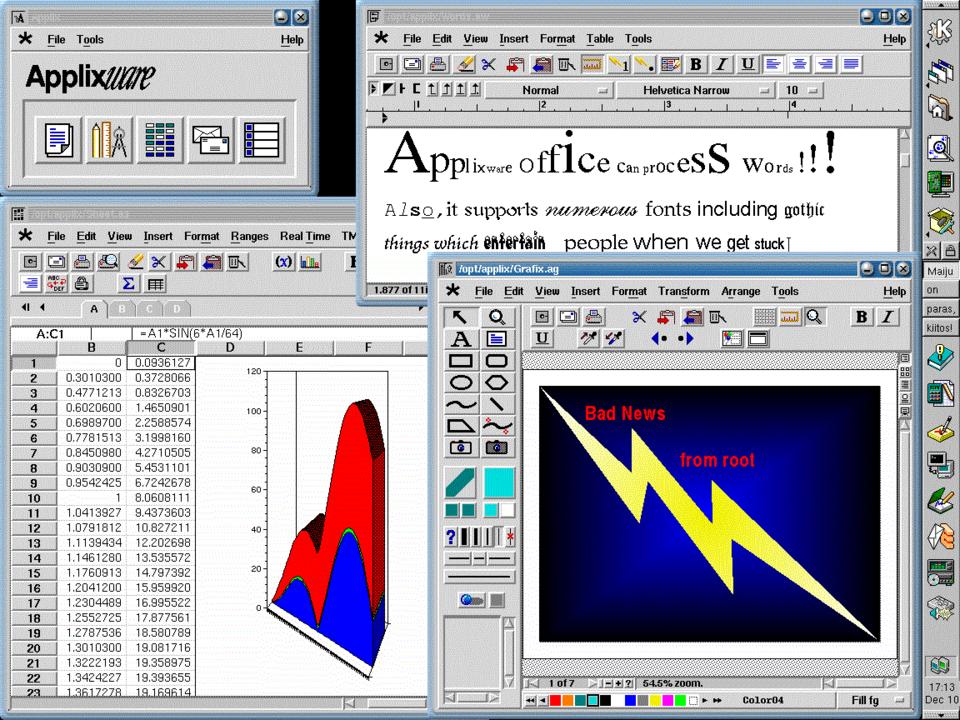 Applix
File Tools Help
Applixware
/opt/applix/Words.aw
File Edit View Insert Format Table Tools Help
B I U
Normal Helvetica Narrow 10
1 2 3 4
Applixware office can process words!!!
Also, it supports numerous fonts including gothic
things which entertain people when we get stuck
/opt/applix/Sheet.as
File Edit View Insert Format Ranges Real Time TM
(x)
Σ
A B C D
A:C1 =A1*SIN(6*A1/64)
B C D E F
1 0 0.0936127
2 0.3010300 0.3728066
3 0.4771213 0.8326703
4 0.6020600 1.4650901
5 0.6989700 2.2588574
6 0.7781513 3.1998160
7 0.8450980 4.2710505
8 0.9030900 5.4531101
9 0.9542425 6.7242678
10 1 8.0608111
11 1.0413927 9.4373603
12 1.0791812 10.827211
13 1.1139434 12.202698
14 1.1461280 13.535572
15 1.1760913 14.797392
16 1.2041200 15.959920
17 1.2304489 16.995522
18 1.2552725 17.877561
19 1.2787536 18.580789
20 1.3010300 19.081716
21 1.3222193 19.358975
22 1.3424227 19.393655
23 1.3617278 19.169614
120
100
80
60
40
20
0
/opt/applix/Grafix.ag
File Edit View Insert Format Transform Arrange Tools Help
A B I
U
?
Bad News
from root
1 of 7 54.5% zoom.
Color04 Fill fg
K
Maiju
on
paras,
kiitos!
17:13
Dec 10